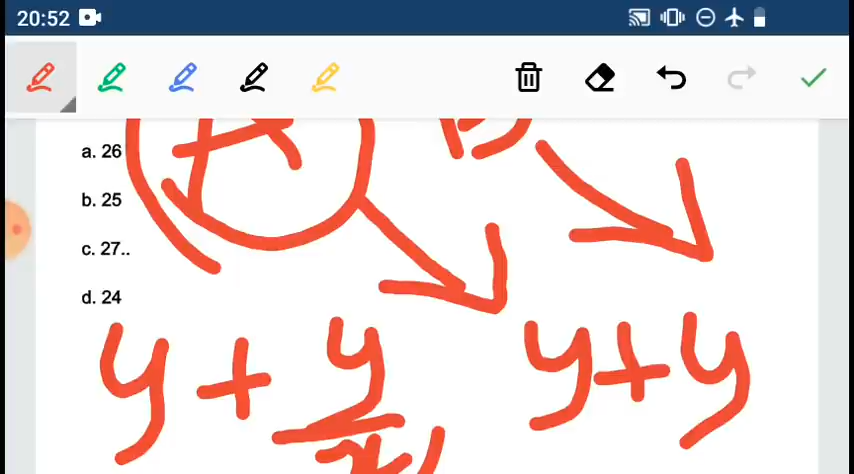 20:52
A B
a. 26
b. 25
c. 27..
d. 24
y + y y + y
x